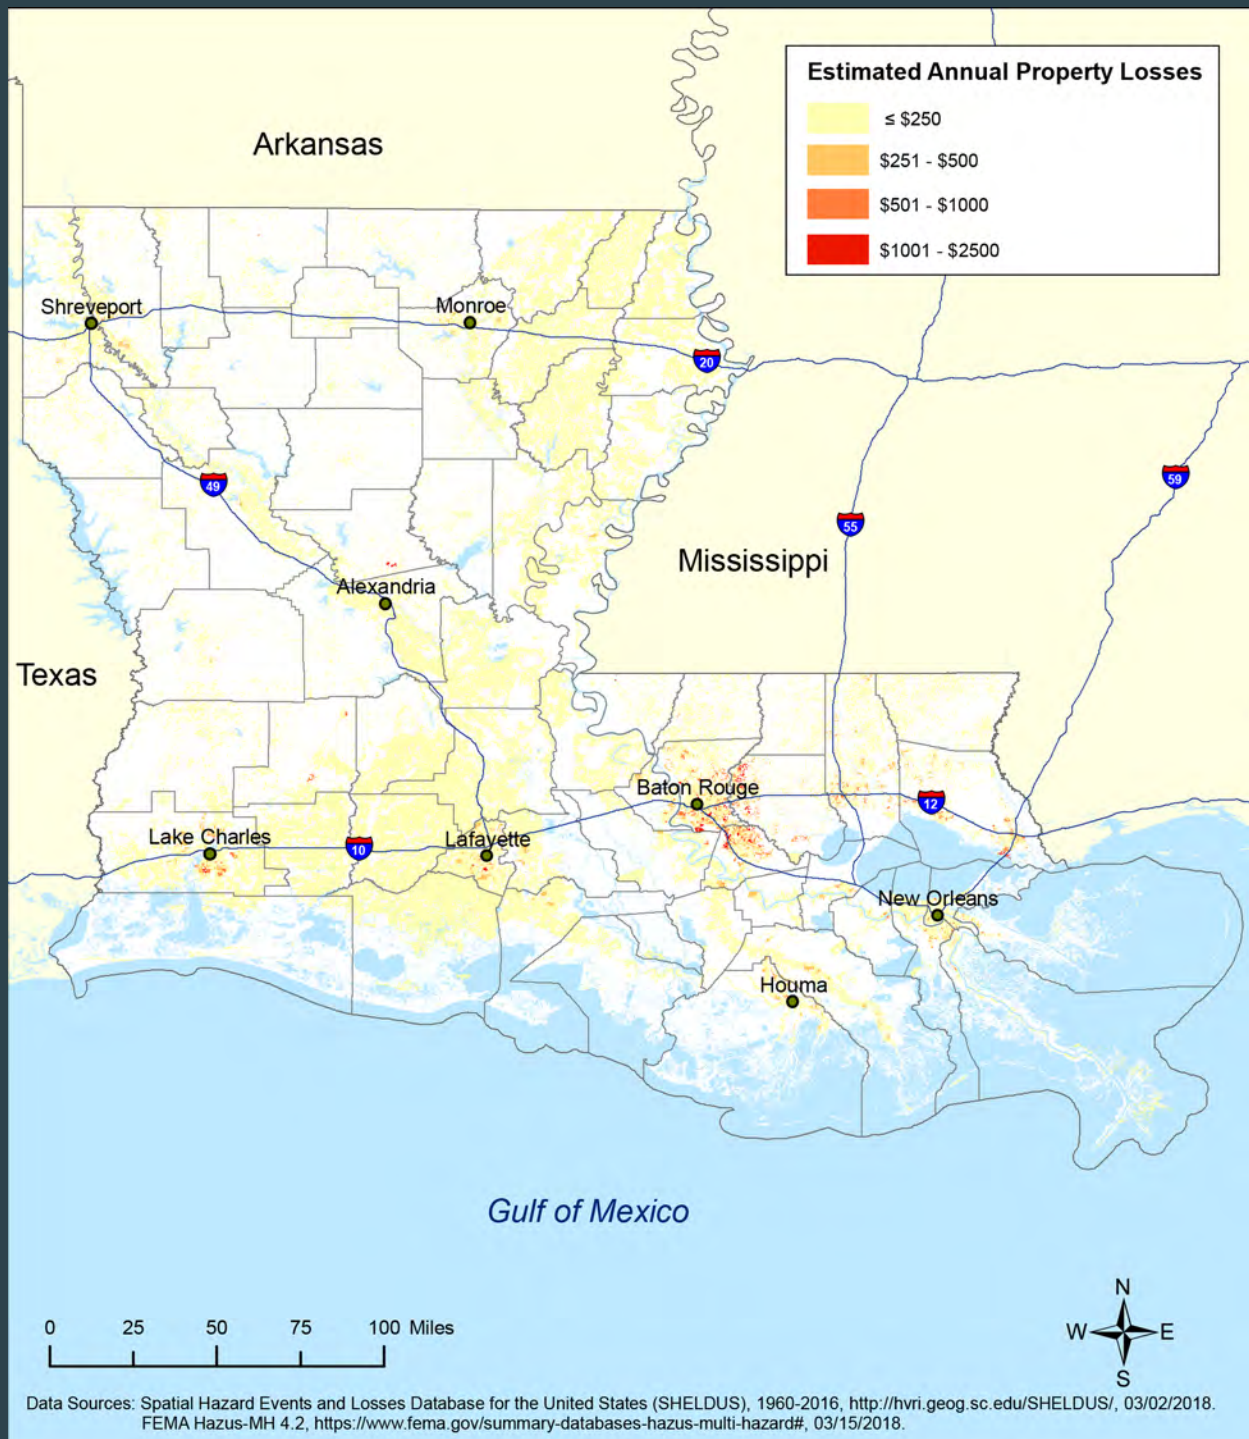 Estimated Annual Property Losses
≤ $250
$251 - $500
$501 - $1000
$1001 - $2500
Arkansas
Shreveport
Monroe
20
49
59
55
Mississippi
Alexandria
Texas
Baton Rouge
12
Lake Charles
10
Lafayette
New Orleans
Houma
Gulf of Mexico
N
W E
S
0 25 50 75 100 Miles
Data Sources: Spatial Hazard Events and Losses Database for the United States (SHELDUS), 1960-2016, http://hvri.geog.sc.edu/SHELDUS/, 03/02/2018.
FEMA Hazus-MH 4.2, https://www.fema.gov/summary-databases-hazus-multi-hazard#, 03/15/2018.